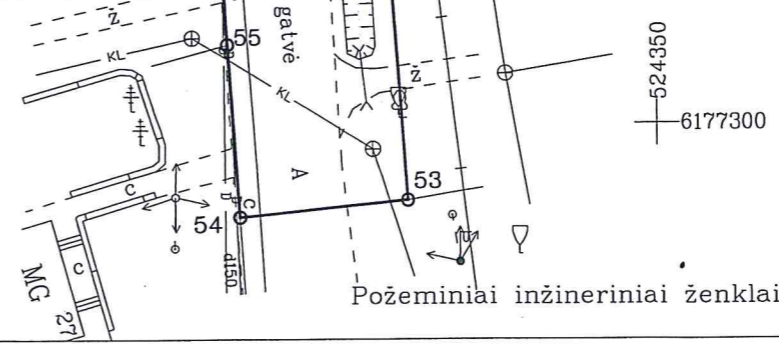 ž
55
KL
gatvė
KL
ž
524350
6177300
A
53
C
C
54
d150
C
MG
27
Požeminiai inžineriniai ženklai